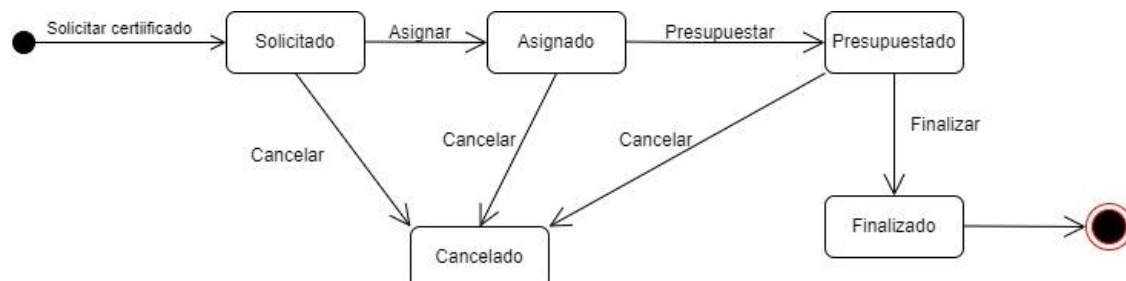 Solicitar certiificado
Solicitado
Asignar
Asignado
Presupuestar
Presupuestado
Cancelar
Cancelar
Cancelar
Finalizar
Cancelado
Finalizado